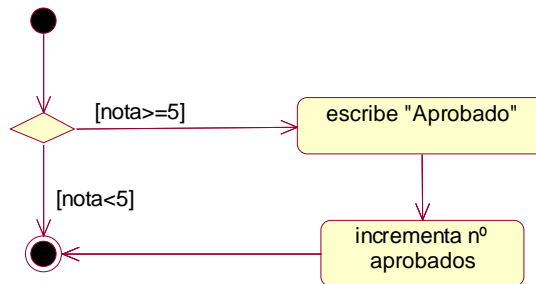 [nota>=5]
escribe "Aprobado"
[nota<5]
incrementa nº
aprobados